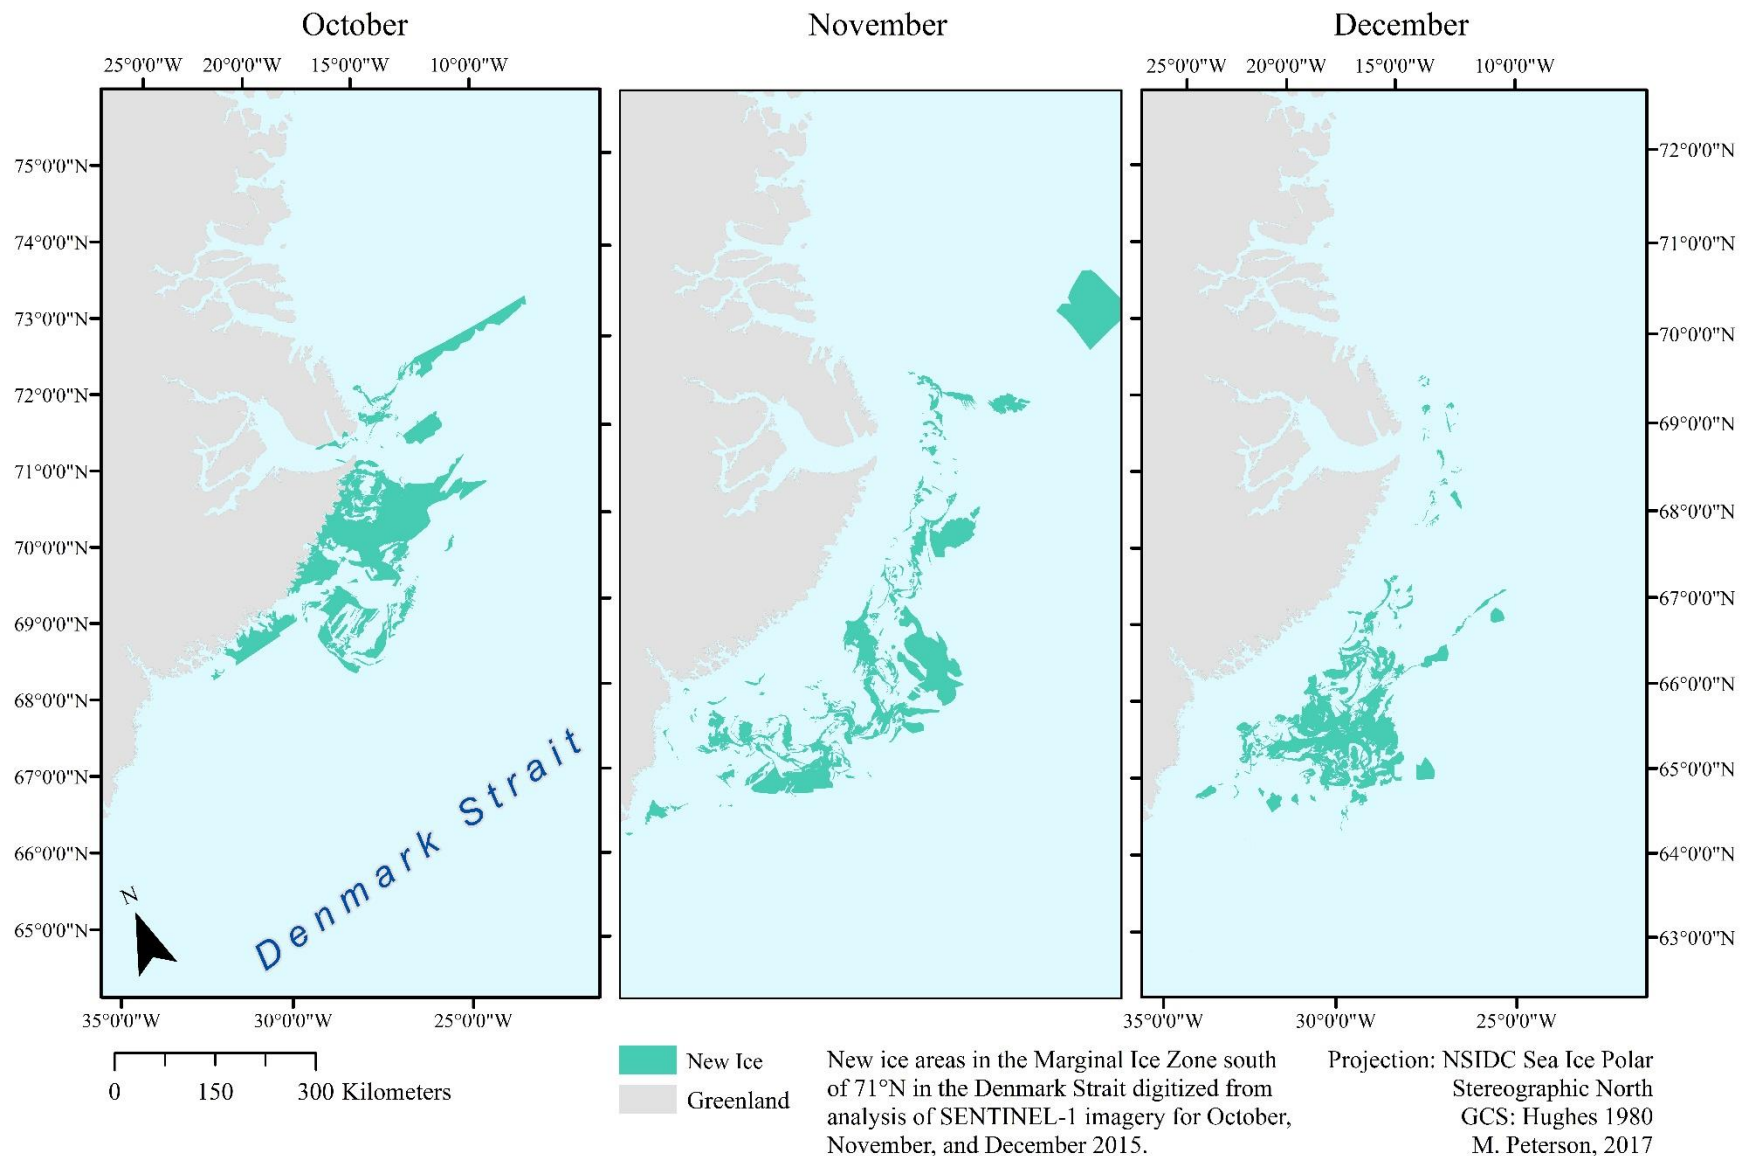 October
November
December
25°0'0"W 20°0'0"W 15°0'0"W 10°0'0"W
25°0'0"W 20°0'0"W 15°0'0"W 10°0'0"W
75°0'0"N
74°0'0"N
73°0'0"N
72°0'0"N
71°0'0"N
70°0'0"N
69°0'0"N
68°0'0"N
67°0'0"N
66°0'0"N
65°0'0"N
72°0'0"N
71°0'0"N
70°0'0"N
69°0'0"N
68°0'0"N
67°0'0"N
66°0'0"N
65°0'0"N
64°0'0"N
63°0'0"N
Denmark Strait
N
35°0'0"W 30°0'0"W 25°0'0"W
35°0'0"W 30°0'0"W 25°0'0"W
0 150 300 Kilometers
New Ice
Greenland
New ice areas in the Marginal Ice Zone south
of 71°N in the Denmark Strait digitized from
analysis of SENTINEL-1 imagery for October,
November, and December 2015.
Projection: NSIDC Sea Ice Polar
Stereographic North
GCS: Hughes 1980
M. Peterson, 2017